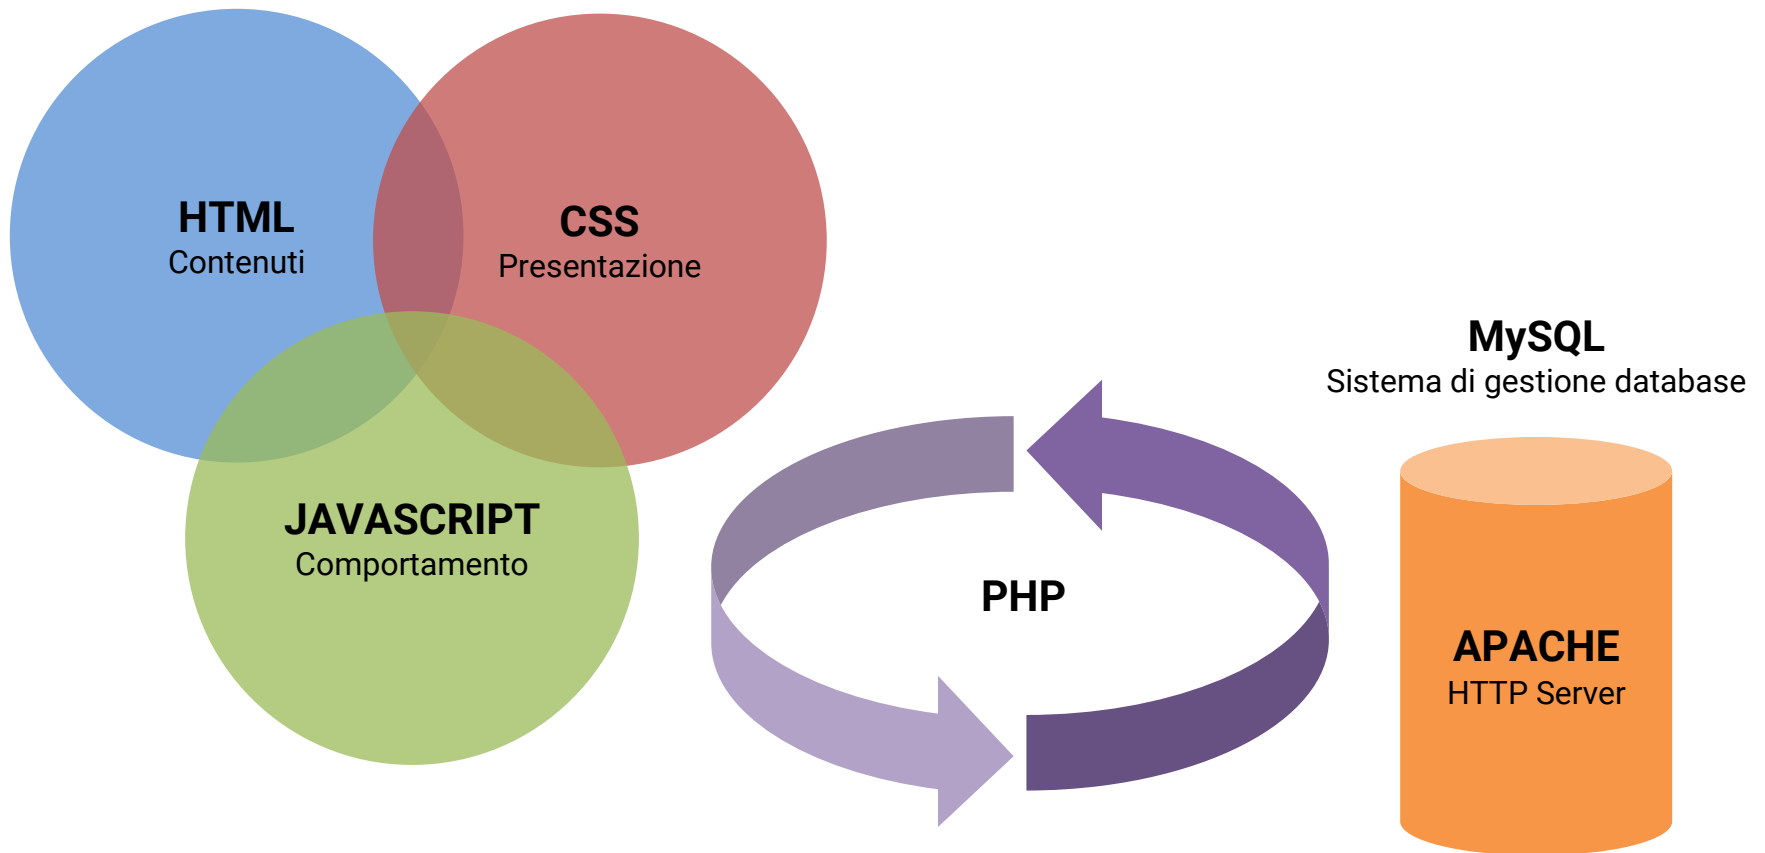 HTML
Contenuti
CSS
Presentazione
JAVASCRIPT
Comportamento
PHP
MySQL
Sistema di gestione database
APACHE
HTTP Server